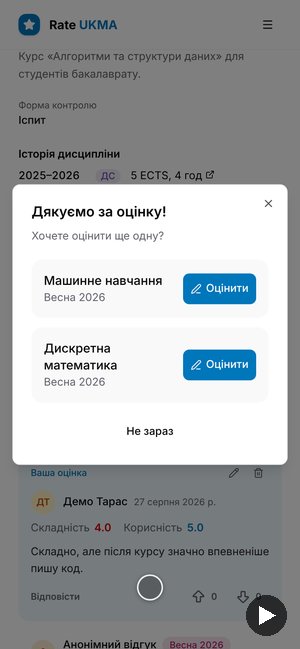 Rate UKMA
Курс «Алгоритми та структури даних» для
студентів бакалаврату.
Форма контролю
Іспит
Історія дисципліни
2025–2026 ДС 5 ECTS, 4 год
Дякуємо за оцінку!
Хочете оцінити ще одну?
Машинне навчання
Весна 2026
Оцінити
Дискретна
математика
Весна 2026
Оцінити
Не зараз
Ваша оцінка
ДТ Демо Тарас 27 серпня 2026 р.
Складність 4.0 Корисність 5.0
Складно, але після курсу значно впевненіше
пишу код.
Відповісти 0 0
Анонімний відгук Весна 2026